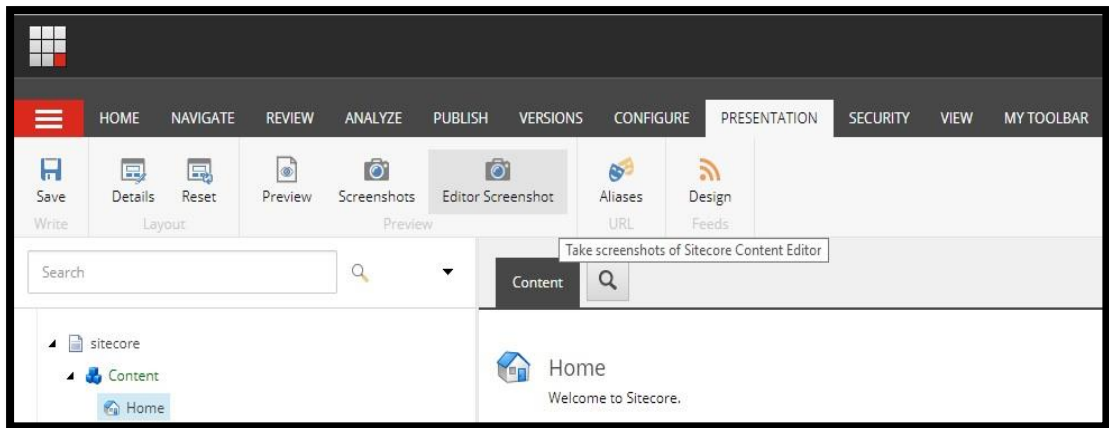 HOME NAVIGATE REVIEW ANALYZE PUBLISH VERSIONS CONFIGURE PRESENTATION SECURITY VIEW MY TOOLBAR
Save Details Reset Preview Screenshots Editor Screenshot Aliases Design
Write Layout Preview URL Feeds
Take screenshots of Sitecore Content Editor
Search
Content
sitecore
Content
Home
Home
Welcome to Sitecore.